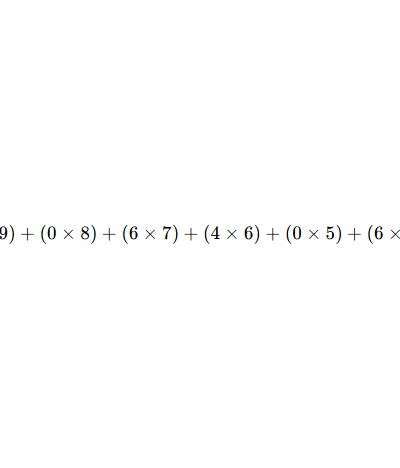 9) + (0 × 8) + (6 × 7) + (4 × 6) + (0 × 5) + (6 ×